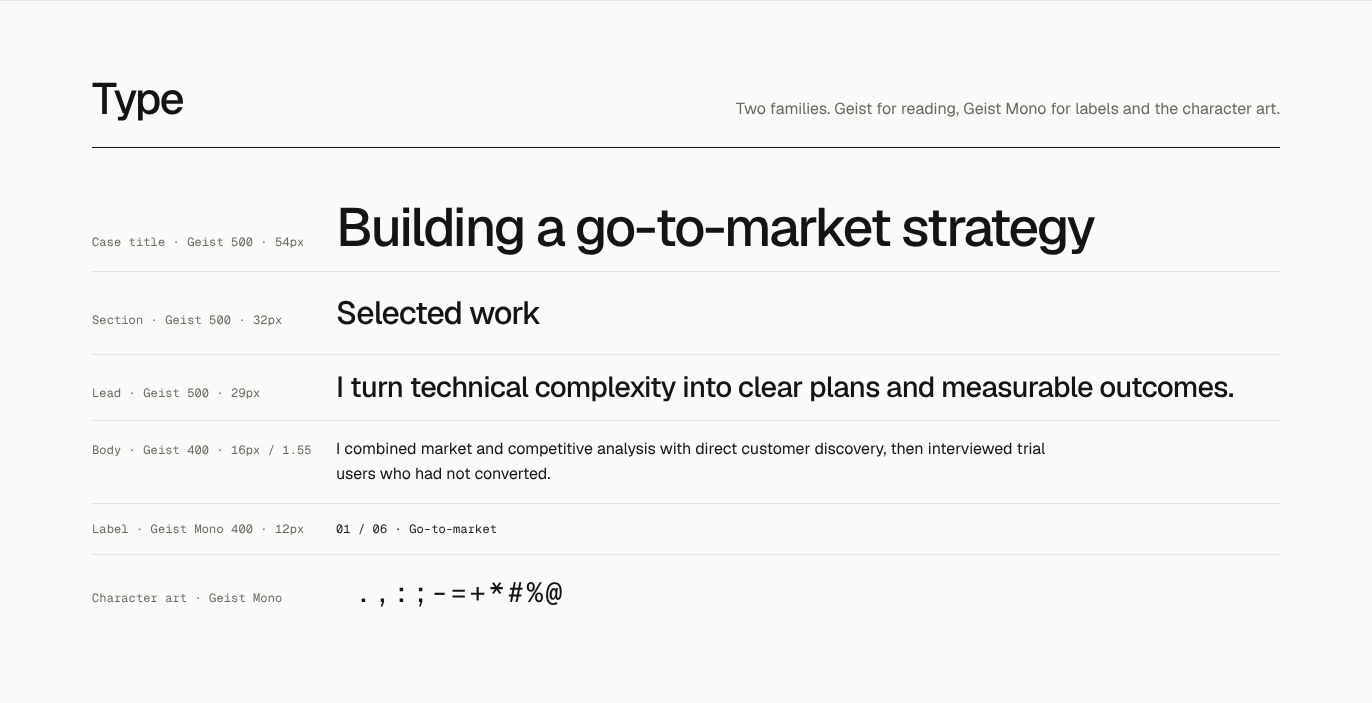 Type
Two families. Geist for reading, Geist Mono for labels and the character art.
Case title · Geist 500 · 54px
Building a go-to-market strategy
Section · Geist 500 · 32px
Selected work
Lead · Geist 500 · 29px
I turn technical complexity into clear plans and measurable outcomes.
Body · Geist 400 · 16px / 1.55
I combined market and competitive analysis with direct customer discovery, then interviewed trial
users who had not converted.
Label · Geist Mono 400 · 12px
01 / 06 · Go-to-market
Character art · Geist Mono
.,:;-=+*#%@